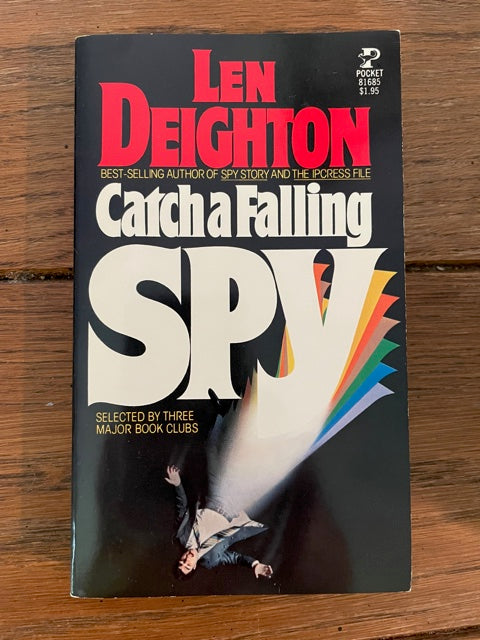 LEN
DEIGHTON
POCKET
81685
$1.95
BEST-SELLING AUTHOR OF SPY STORY AND THE IPCRESS FILE
Catch a Falling
SPY
SELECTED BY THREE
MAJOR BOOK CLUBS